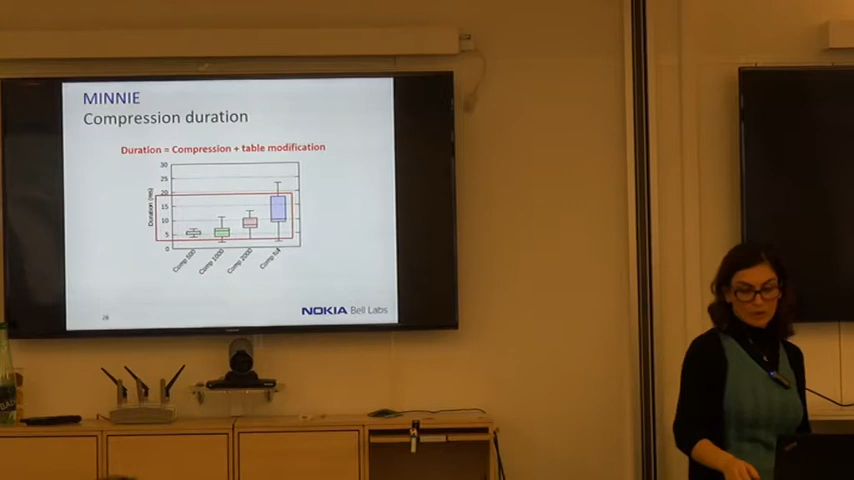 MINNIE
Compression duration
Duration = Compression + table modification
30
25
20
15
10
5
0
Duration (ms)
Comp 500
Comp 1000
Comp 2000
Comp full
28
NOKIA Bell Labs